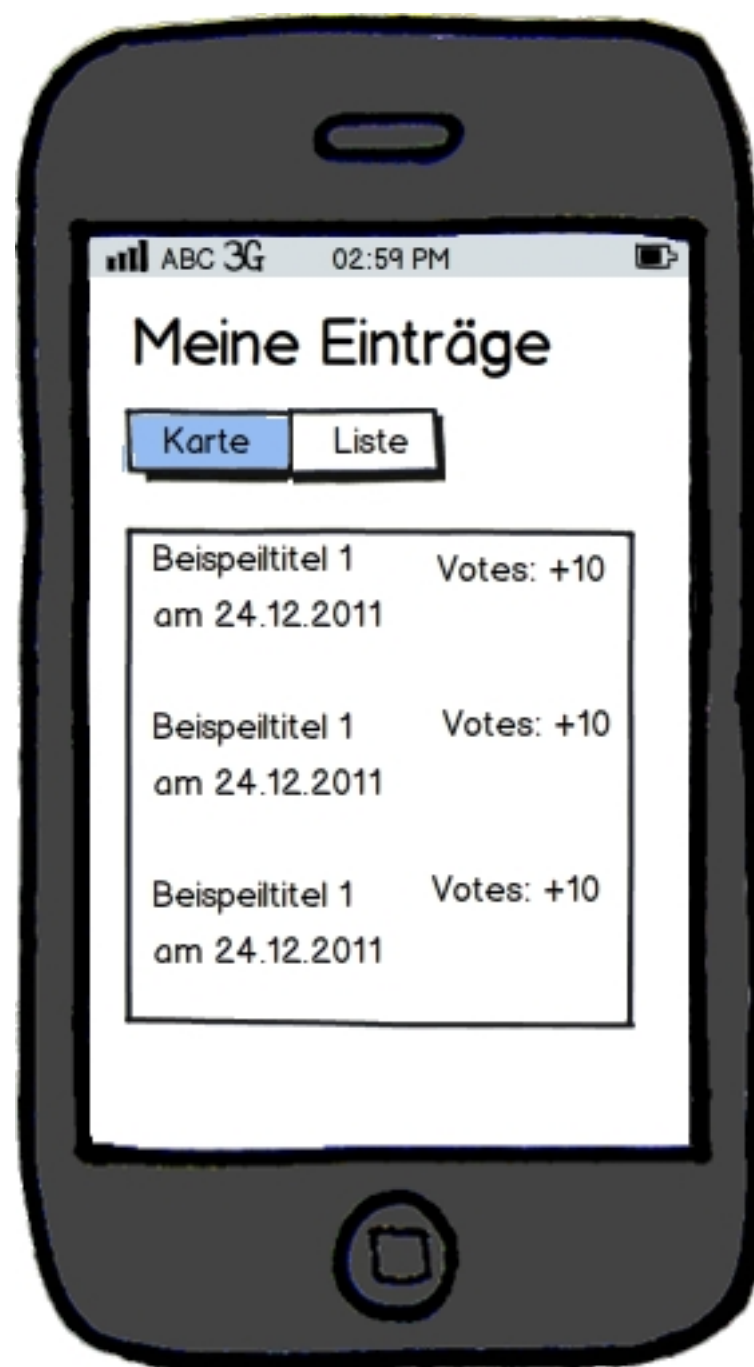 ABC 3G 02:59 PM
Meine Einträge
Karte Liste
Beispeiltitel 1 Votes: +10
am 24.12.2011
Beispeiltitel 1 Votes: +10
am 24.12.2011
Beispeiltitel 1 Votes: +10
am 24.12.2011